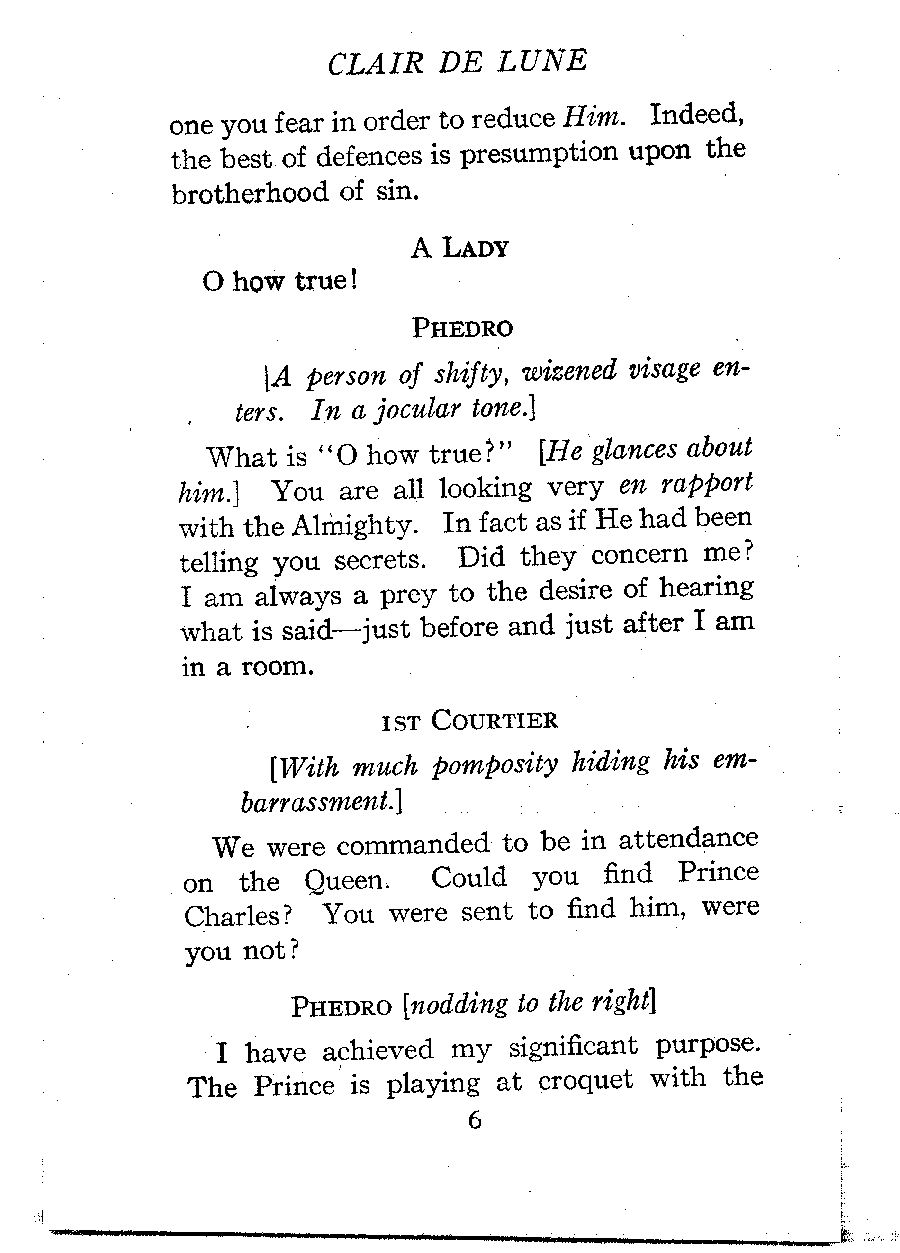 CLAIR DE LUNE
one you fear in order to reduce Him. Indeed,
the best of defences is presumption upon the
brotherhood of sin.
A LADY
O how true!
PHEDRO
[A person of shifty, wizened visage en-
ters. In a jocular tone.]
What is "O how true?" [He glances about
him.] You are all looking very en rapport
with the Almighty. In fact as if He had been
telling you secrets. Did they concern me?
I am always a prey to the desire of hearing
what is said—just before and just after I am
in a room.
1ST COURTIER
[With much pomposity hiding his em-
barrassment.]
We were commanded to be in attendance
on the Queen. Could you find Prince
Charles? You were sent to find him, were
you not?
PHEDRO [nodding to the right]
I have achieved my significant purpose.
The Prince is playing at croquet with the
6